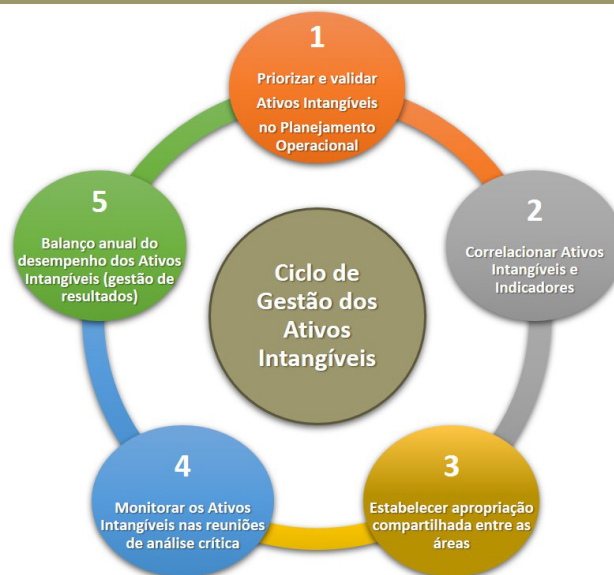 1
Priorizar e validar
Ativos Intangíveis
no Planejamento
Operacional
2
Correlacionar Ativos
Intangíveis e
Indicadores
3
Estabelecer apropriação
compartilhada entre as
áreas
4
Monitorar os Ativos
Intangíveis nas reuniões
de análise crítica
5
Balanço anual do
desempenho dos Ativos
Intangíveis (gestão de
resultados)
Ciclo de
Gestão dos
Ativos
Intangíveis